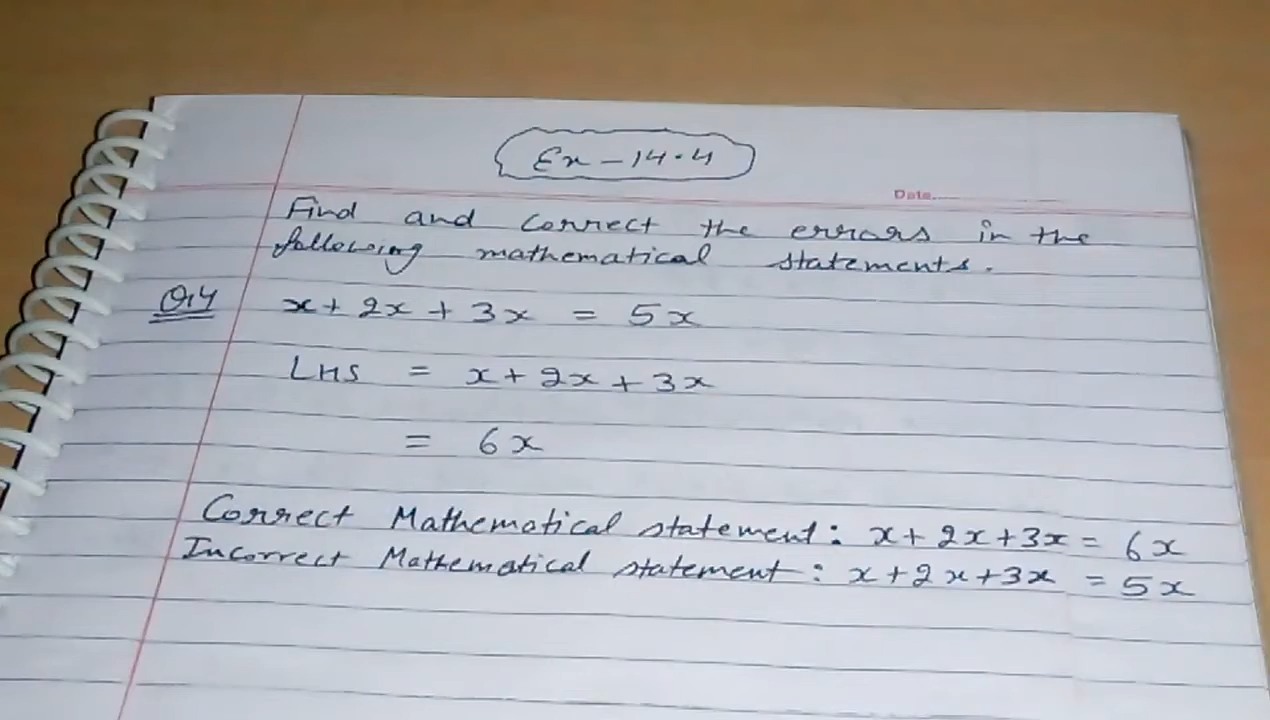 Ex - 14.4
Date.
Find and correct the errors in the
following mathematical statements.
Q.4 x + 2x + 3x = 5x
LHS = x + 2x + 3x
= 6x
Correct Mathematical statement: x + 2x + 3x = 6x
Incorrect Mathematical statement: x + 2x + 3x = 5x